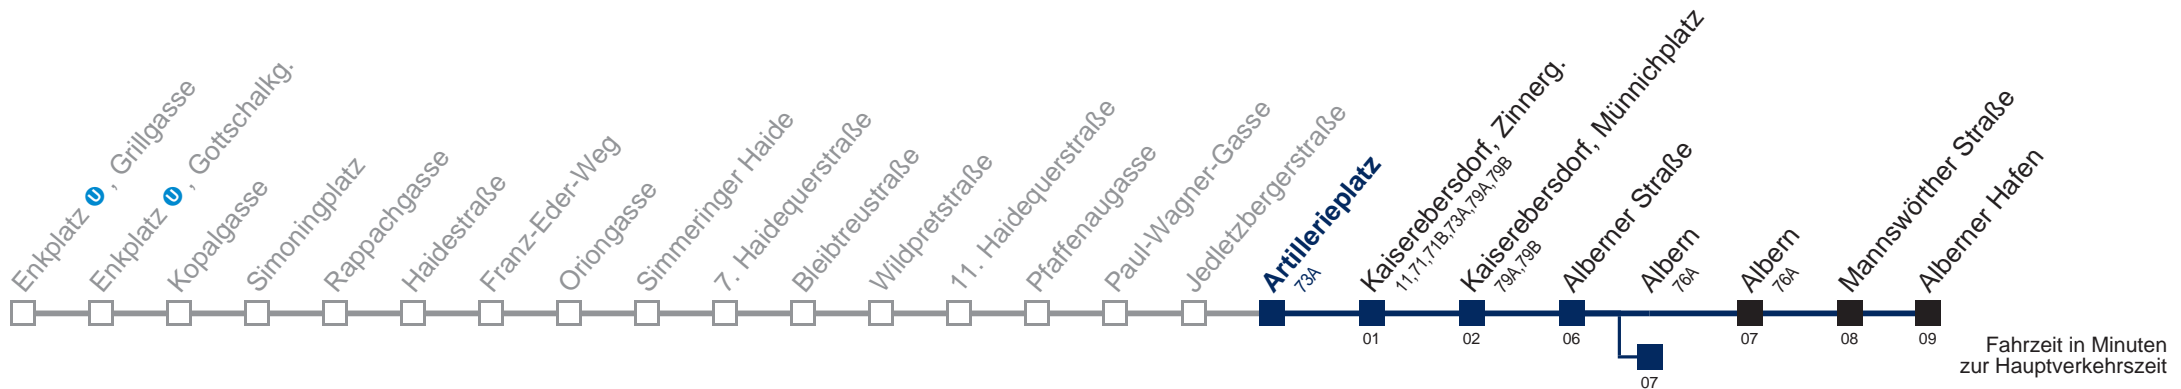 Enkplatz U, Grillgasse
Enkplatz U, Gottschalkg.
Kopalgasse
Simoningplatz
Rappachgasse
Haidestraße
Franz-Eder-Weg
Oriongasse
Simmeringer Haide
7. Haidequerstraße
Bleibtreustraße
Wildpretstraße
11. Haidequerstraße
Pfaffenaugasse
Paul-Wagner-Gasse
Jedletzbergerstraße
Artillerieplatz
73A
Kaiserebersdorf, Zinnerg.
11,71,71B,73A,79A,79B
Kaiserebersdorf, Münnichplatz
79A,79B
Alberner Straße
Albern
76A
Albern
76A
Mannswörther Straße
Alberner Hafen
01
02
06
07
08
09
07
Fahrzeit in Minuten
zur Hauptverkehrszeit